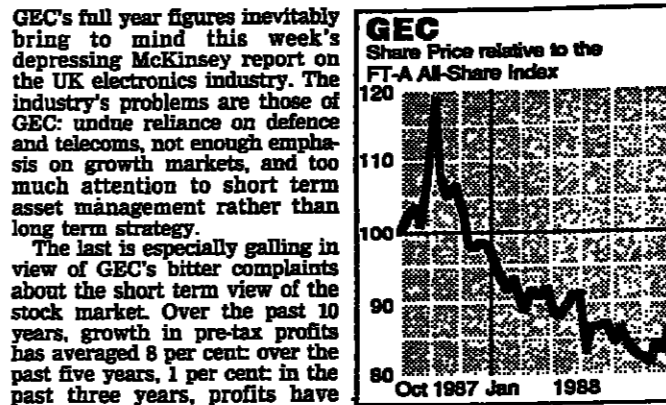 GEC's full year figures inevitably
bring to mind this week's
depressing McKinsey report on
the UK electronics industry. The
industry's problems are those of
GEC: undue reliance on defence
and telecoms, not enough empha-
sis on growth markets, and too
much attention to short term
asset management rather than
long term strategy.
The last is especially galling in
view of GEC's bitter complaints
about the short term view of the
stock market. Over the past 10
years, growth in pre-tax profits
has averaged 8 per cent: over the
past five years, 1 per cent: in the
past three years, profits have
GEC
Share Price relative to the
FT-A All-Share Index
120
110
100
90
80
Oct 1987 Jan 1988